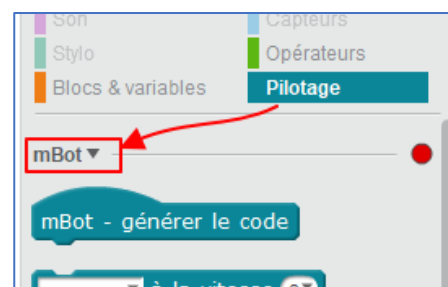 Son Capteurs
Stylo Opérateurs
Blocs & variables Pilotage
mBot
mBot - générer le code
à la vitesse